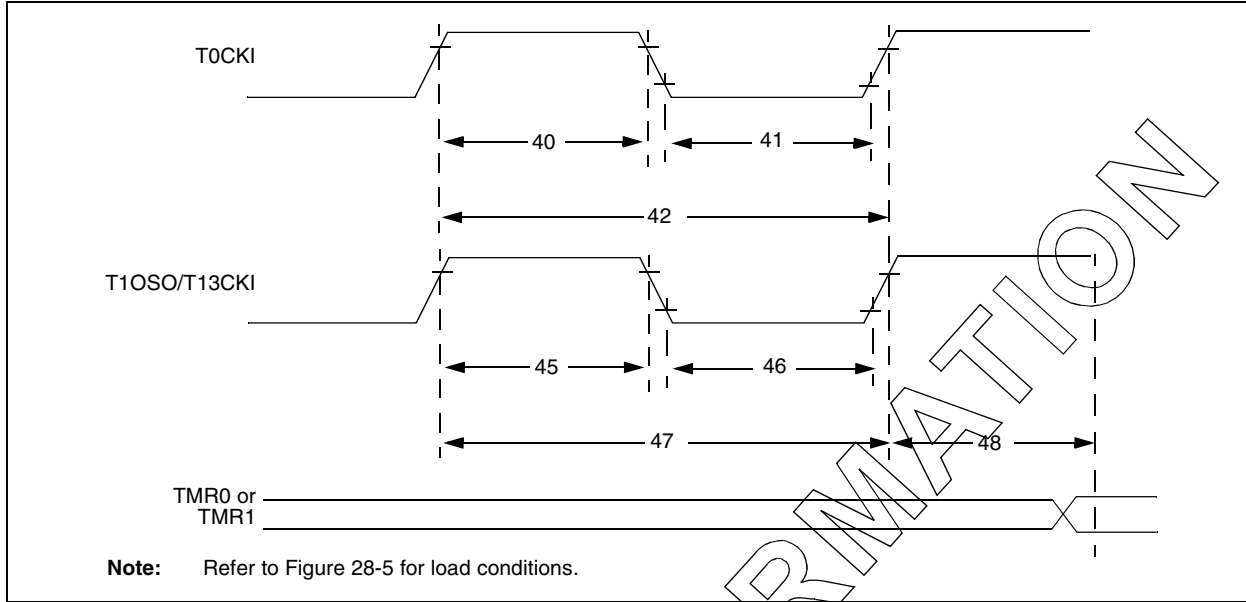 T0CKI
40
41
42
T1OSO/T13CKI
45
46
47
48
TMR0 or
TMR1
Note: Refer to Figure 28-5 for load conditions.
RMATION